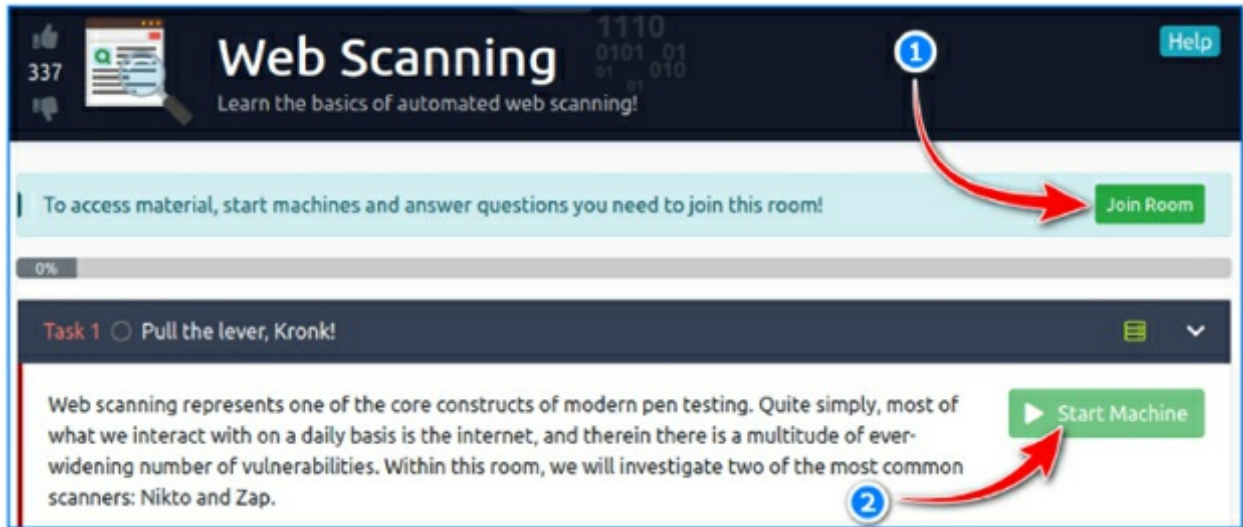 337
Web Scanning
Learn the basics of automated web scanning!
1110
0101 01
01 010
01
1
Help
To access material, start machines and answer questions you need to join this room!
Join Room
0%
Task 1 Pull the lever, Kronk!
Web scanning represents one of the core constructs of modern pen testing. Quite simply, most of
what we interact with on a daily basis is the internet, and therein there is a multitude of ever-
widening number of vulnerabilities. Within this room, we will investigate two of the most common
scanners: Nikto and Zap.
Start Machine
2